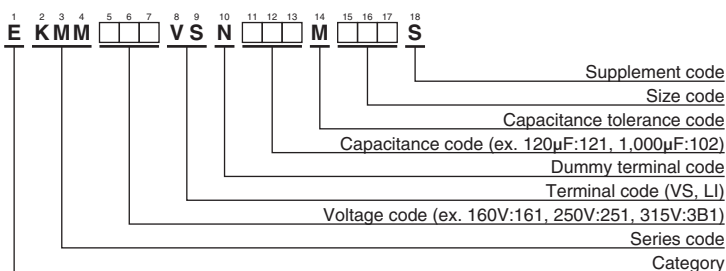 1 2 3 4 5 6 7 8 9 10 11 12 13 14 15 16 17 18
E KMM □□□ VS N □□□ M □□□ S
Supplement code
Size code
Capacitance tolerance code
Capacitance code (ex. 120µF:121, 1,000µF:102)
Dummy terminal code
Terminal code (VS, LI)
Voltage code (ex. 160V:161, 250V:251, 315V:3B1)
Series code
Category